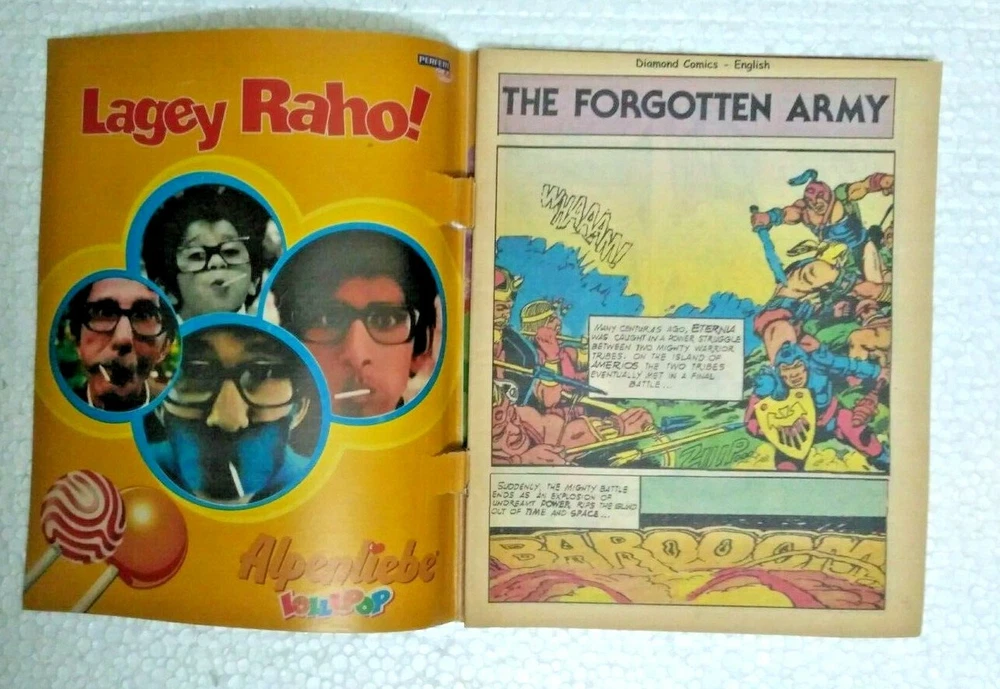 PERFETTI
Lagey Raho!
Alpenliebe
LOLLIPOP
Diamond Comics - English
THE FORGOTTEN ARMY
WHAAAM!
MANY CENTURIES AGO, ETERNIA
WAS CAUGHT IN A POWER STRUGGLE
BETWEEN TWO MIGHTY WARRIOR
TRIBES. ON THE ISLAND OF
AMERIOS THE TWO TRIBES
EVENTUALLY MET IN A FINAL
BATTLE...
ZIIIP
SUDDENLY, THE MIGHTY BATTLE
ENDS AS AN EXPLOSION OF
UNDREAMT POWER, RIPS THE ISLAND
OUT OF TIME AND SPACE...
BAROOOOM